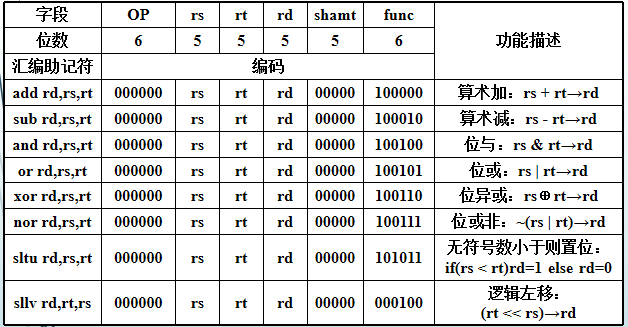 字段 OP rs rt rd shamt func 功能描述
位数 6 5 5 5 5 6
汇编助记符 编码
add rd,rs,rt 000000 rs rt rd 00000 100000 算术加：rs + rt→rd
sub rd,rs,rt 000000 rs rt rd 00000 100010 算术减：rs - rt→rd
and rd,rs,rt 000000 rs rt rd 00000 100100 位与：rs & rt→rd
or rd,rs,rt 000000 rs rt rd 00000 100101 位或：rs | rt→rd
xor rd,rs,rt 000000 rs rt rd 00000 100110 位异或：rs⊕rt→rd
nor rd,rs,rt 000000 rs rt rd 00000 100111 位或非：~(rs | rt)→rd
sltu rd,rs,rt 000000 rs rt rd 00000 101011 无符号数小于则置位：
if(rs < rt)rd=1 else rd=0
sllv rd,rt,rs 000000 rs rt rd 00000 000100 逻辑左移：
(rt << rs)→rd